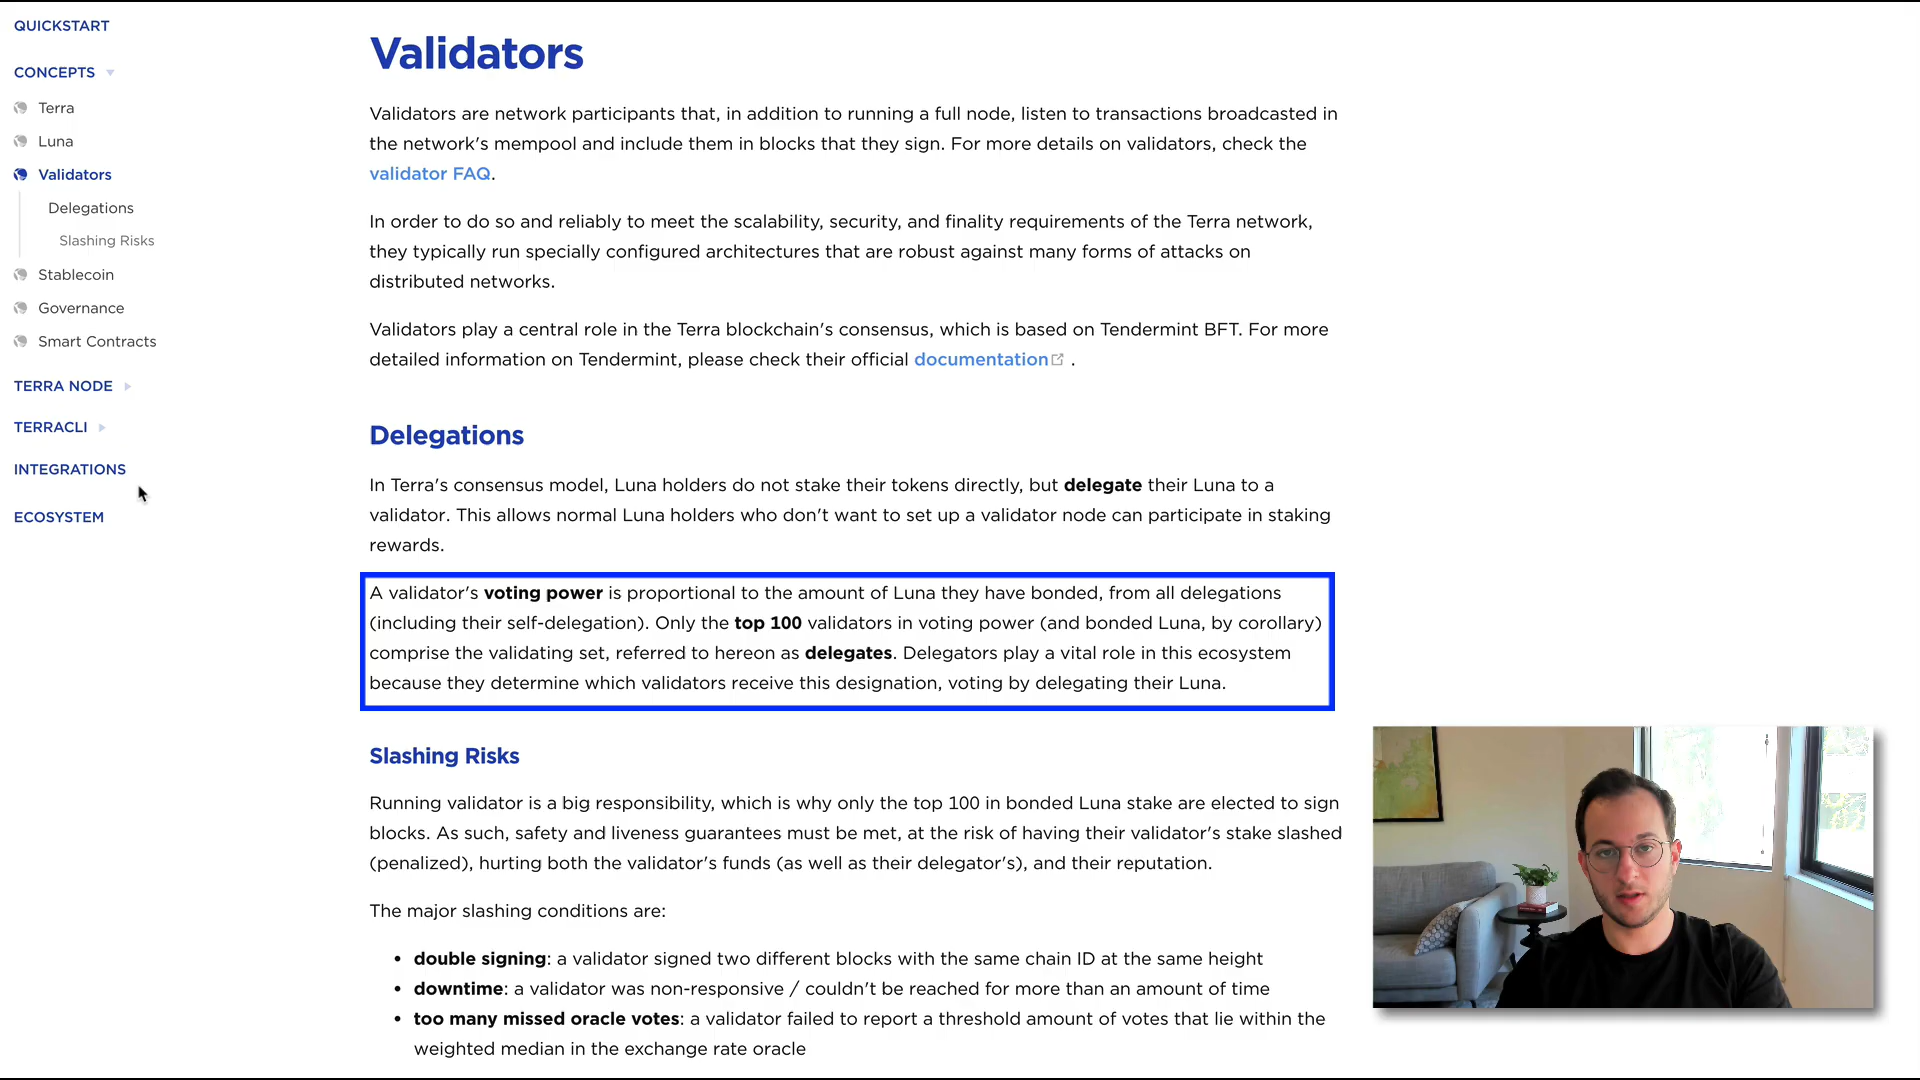 QUICKSTART
CONCEPTS
Terra
Luna
Validators
Delegations
Slashing Risks
Stablecoin
Governance
Smart Contracts
TERRA NODE
TERRACLI
INTEGRATIONS
ECOSYSTEM
Validators
Validators are network participants that, in addition to running a full node, listen to transactions broadcasted in
the network's mempool and include them in blocks that they sign. For more details on validators, check the
validator FAQ.
In order to do so and reliably to meet the scalability, security, and finality requirements of the Terra network,
they typically run specially configured architectures that are robust against many forms of attacks on
distributed networks.
Validators play a central role in the Terra blockchain's consensus, which is based on Tendermint BFT. For more
detailed information on Tendermint, please check their official documentation .
Delegations
In Terra's consensus model, Luna holders do not stake their tokens directly, but delegate their Luna to a
validator. This allows normal Luna holders who don't want to set up a validator node can participate in staking
rewards.
A validator's voting power is proportional to the amount of Luna they have bonded, from all delegations
(including their self-delegation). Only the top 100 validators in voting power (and bonded Luna, by corollary)
comprise the validating set, referred to hereon as delegates. Delegators play a vital role in this ecosystem
because they determine which validators receive this designation, voting by delegating their Luna.
Slashing Risks
Running validator is a big responsibility, which is why only the top 100 in bonded Luna stake are elected to sign
blocks. As such, safety and liveness guarantees must be met, at the risk of having their validator's stake slashed
(penalized), hurting both the validator's funds (as well as their delegator's), and their reputation.
The major slashing conditions are:
• double signing: a validator signed two different blocks with the same chain ID at the same height
• downtime: a validator was non-responsive / couldn't be reached for more than an amount of time
• too many missed oracle votes: a validator failed to report a threshold amount of votes that lie within the
weighted median in the exchange rate oracle